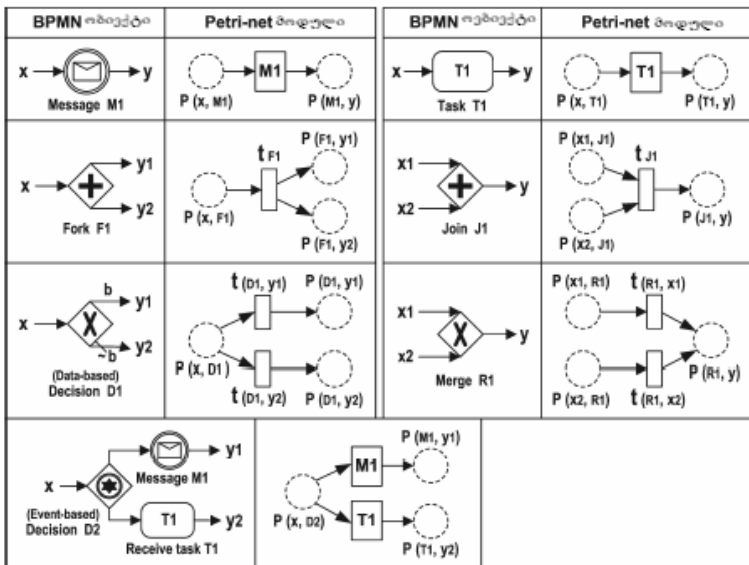 BPMN ობიექტი
Petri-net მოდული
BPMN ობიექტი
Petri-net მოდული
x
y
Message M1
M1
P (x, M1)
P (M1, y)
x
T1
y
Task T1
T1
P (x, T1)
P (T1, y)
x
y1
y2
Fork F1
t F1
P (F1, y1)
P (x, F1)
P (F1, y2)
x1
x2
y
Join J1
P (x1, J1)
t J1
P (J1, y)
P (x2, J1)
b
y1
x
X
~b
y2
(Data-based)
Decision D1
t (D1, y1)
P (D1, y1)
P (x, D1)
t (D1, y2)
P (D1, y2)
x1
X
y
x2
Merge R1
P (x1, R1)
t (R1, x1)
P (R1, y)
P (x2, R1)
t (R1, x2)
y1
Message M1
x
(Event-based)
Decision D2
T1
y2
Receive task T1
P (M1, y1)
M1
P (x, D2)
T1
P (T1, y2)